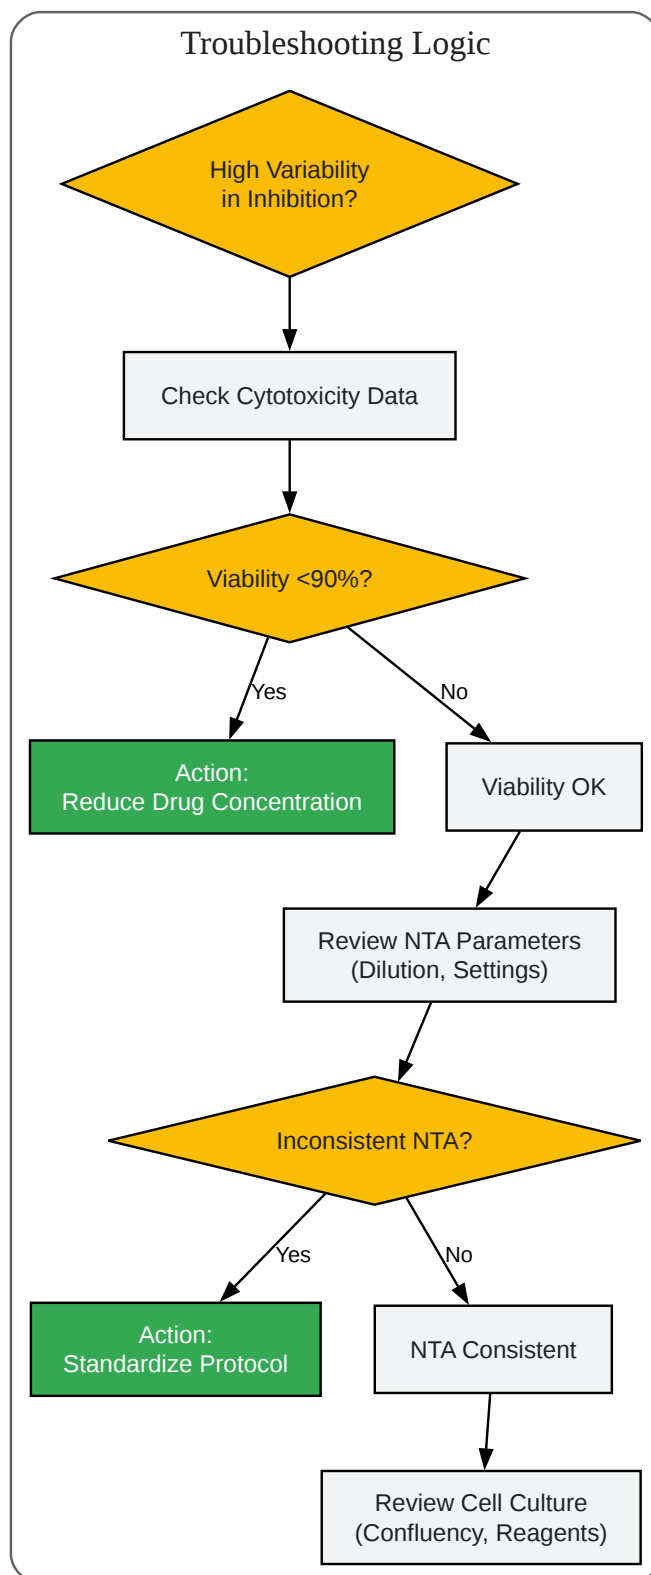 Troubleshooting Logic
High Variability
in Inhibition?
Check Cytotoxicity Data
Viability <90%?
Yes
No
Action:
Reduce Drug Concentration
Viability OK
Review NTA Parameters
(Dilution, Settings)
Inconsistent NTA?
Yes
No
Action:
Standardize Protocol
NTA Consistent
Review Cell Culture
(Confluency, Reagents)